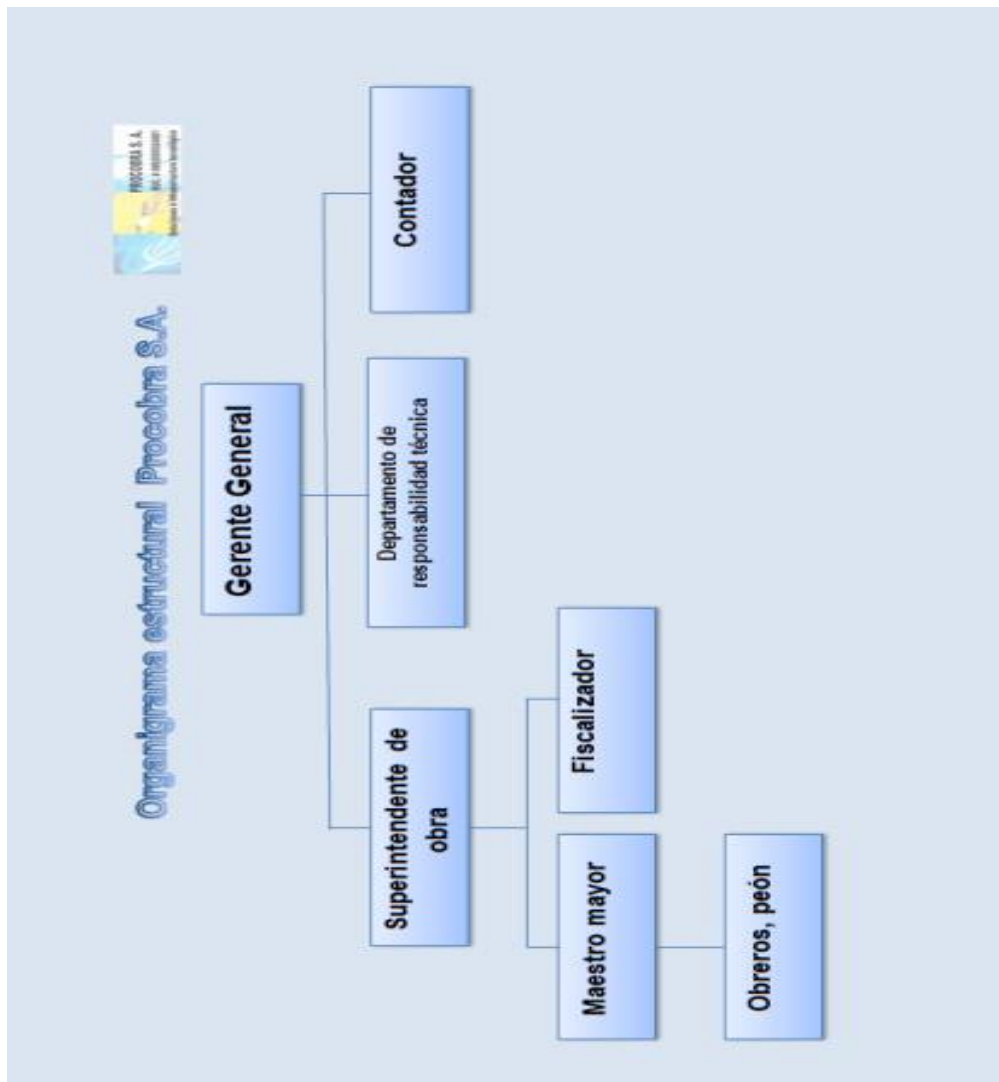 Organigrama estructural Procobra S.A.
PROCOBRA S.A.
Gerente General
Superintendente de
obra
Departamento de
responsabilidad técnica
Contador
Maestro mayor
Fiscalizador
Obreros, peón